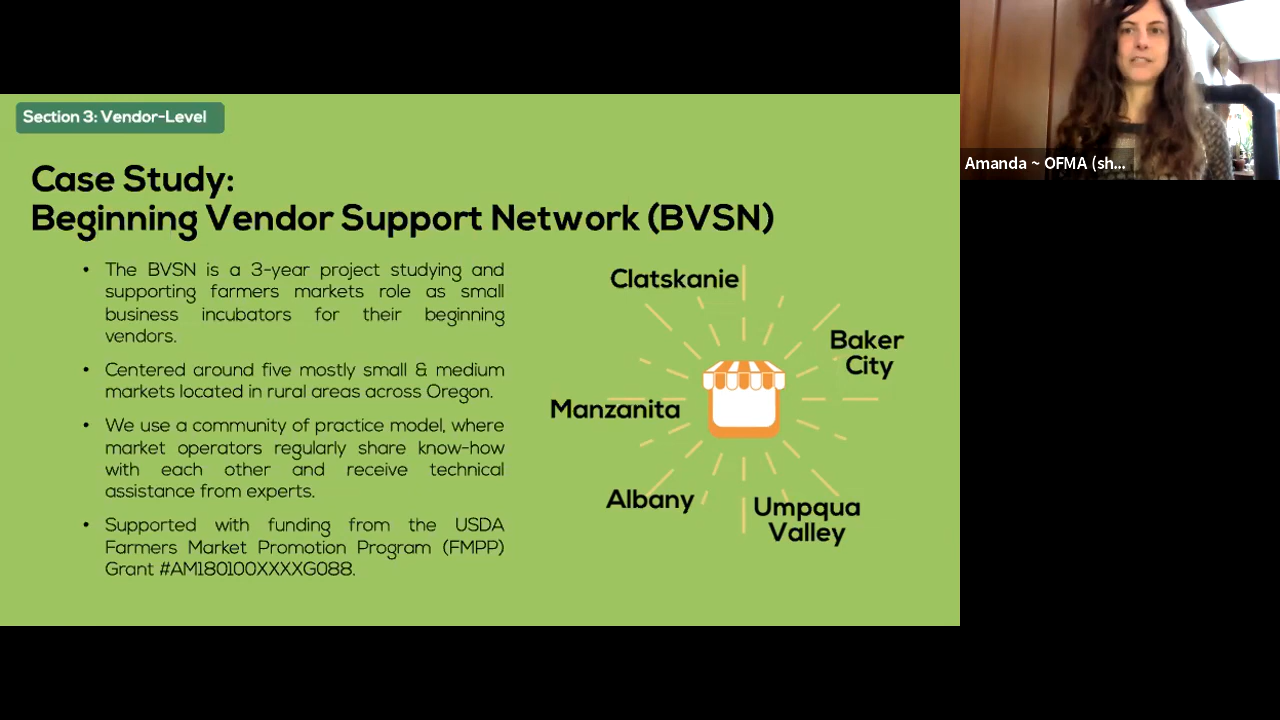 Section 3: Vendor-Level
Case Study:
Beginning Vendor Support Network (BVSN)
• The BVSN is a 3-year project studying and
supporting farmers markets role as small
business incubators for their beginning
vendors.
• Centered around five mostly small & medium
markets located in rural areas across Oregon.
• We use a community of practice model, where
market operators regularly share know-how
with each other and receive technical
assistance from experts.
• Supported with funding from the USDA
Farmers Market Promotion Program (FMPP)
Grant #AM180100XXXXG088.
Clatskanie
Baker
City
Manzanita
Albany
Umpqua
Valley
Amanda ~ OFMA (sh...